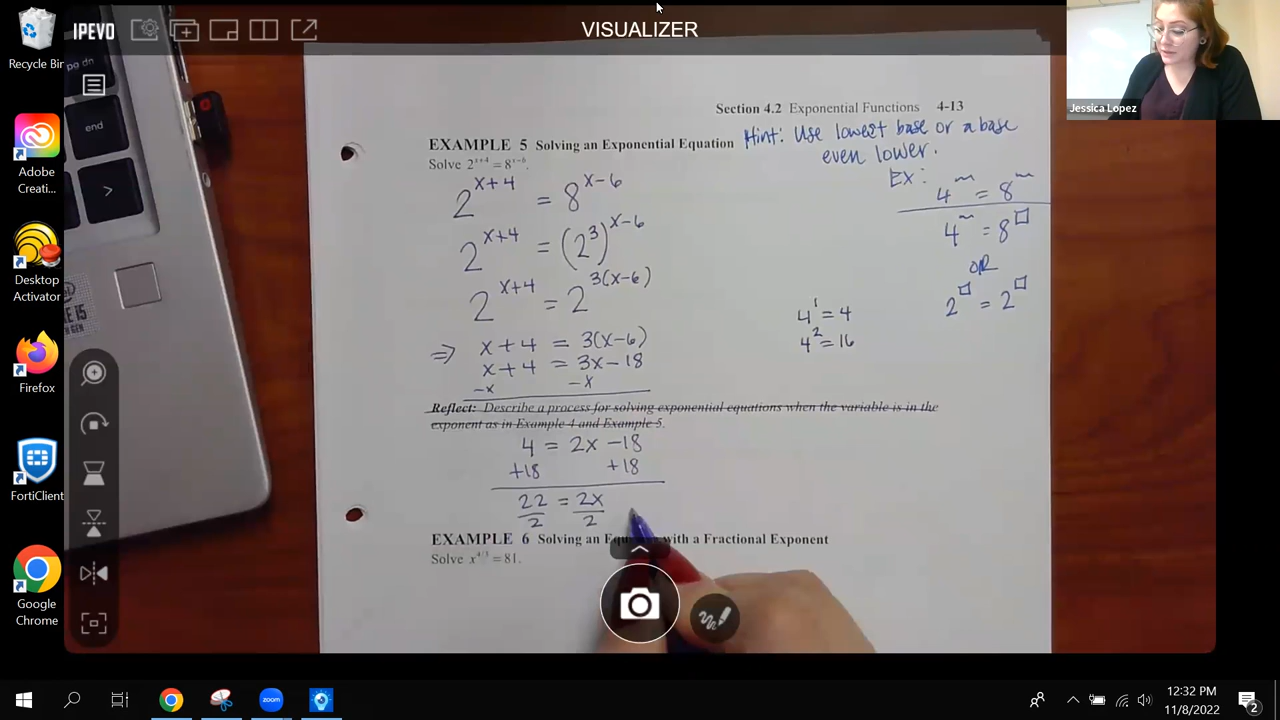 Recycle Bin
Adobe
Creati...
Desktop
Activator
Firefox
FortiClient
Google
Chrome
IPEVO
VISUALIZER
Jessica Lopez
pg dn
end
Section 4.2 Exponential Functions 4-13
EXAMPLE 5 Solving an Exponential Equation
Hint: Use lowest base or a base
even lower.
Solve 2^{x+4} = 8^{x-6}.
Ex:
4^~ = 8^~
4^~ = 8^□
OR
2^□ = 2^□
2^{x+4} = 8^{x-6}
2^{x+4} = (2^3)^{x-6}
2^{x+4} = 2^{3(x-6)}
4^1 = 4
4^2 = 16
⇒ x+4 = 3(x-6)
x+4 = 3x-18
-x -x
Reflect: Describe a process for solving exponential equations when the variable is in the
exponent as in Example 4 and Example 5.
4 = 2x -18
+18 +18
22 = 2x
2 2
EXAMPLE 6 Solving an with a Fractional Exponent
Solve x^{4/3} = 81.
12:32 PM
11/8/2022
zoom
2